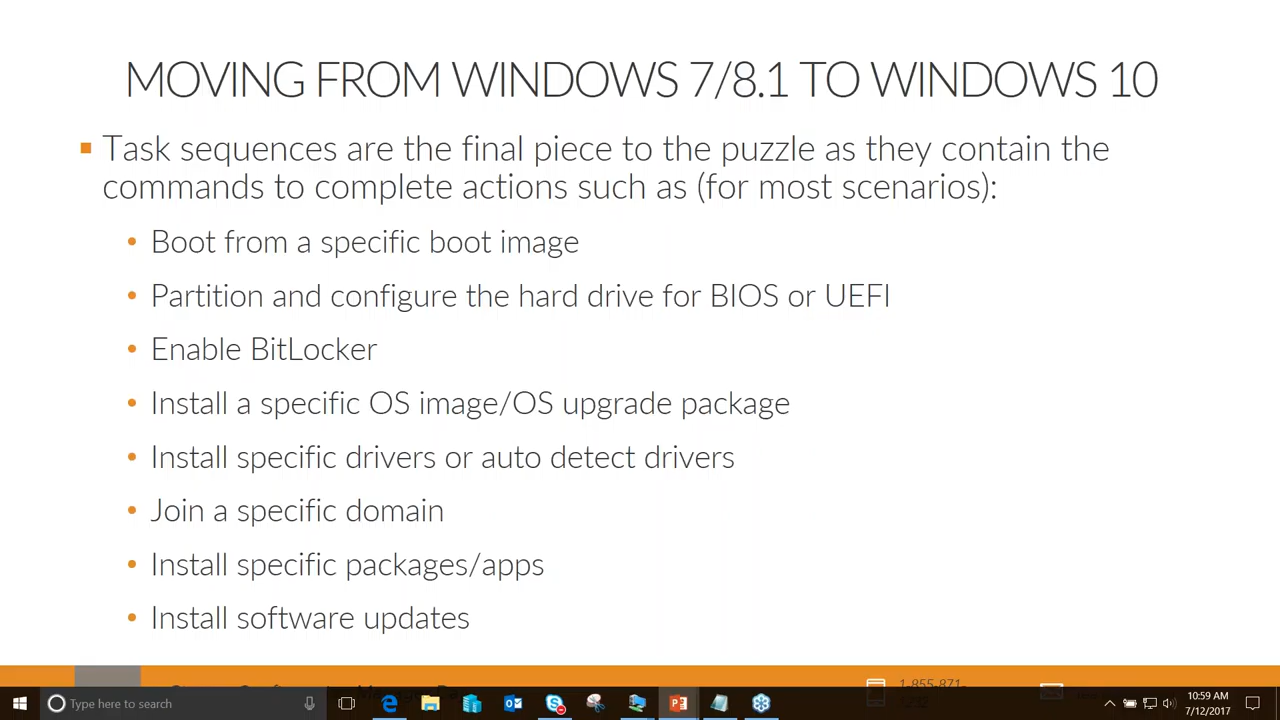 MOVING FROM WINDOWS 7/8.1 TO WINDOWS 10
Task sequences are the final piece to the puzzle as they contain the
commands to complete actions such as (for most scenarios):
Boot from a specific boot image
Partition and configure the hard drive for BIOS or UEFI
Enable BitLocker
Install a specific OS image/OS upgrade package
Install specific drivers or auto detect drivers
Join a specific domain
Install specific packages/apps
Install software updates
1-855-871-
Type here to search
10:59 AM
7/12/2017